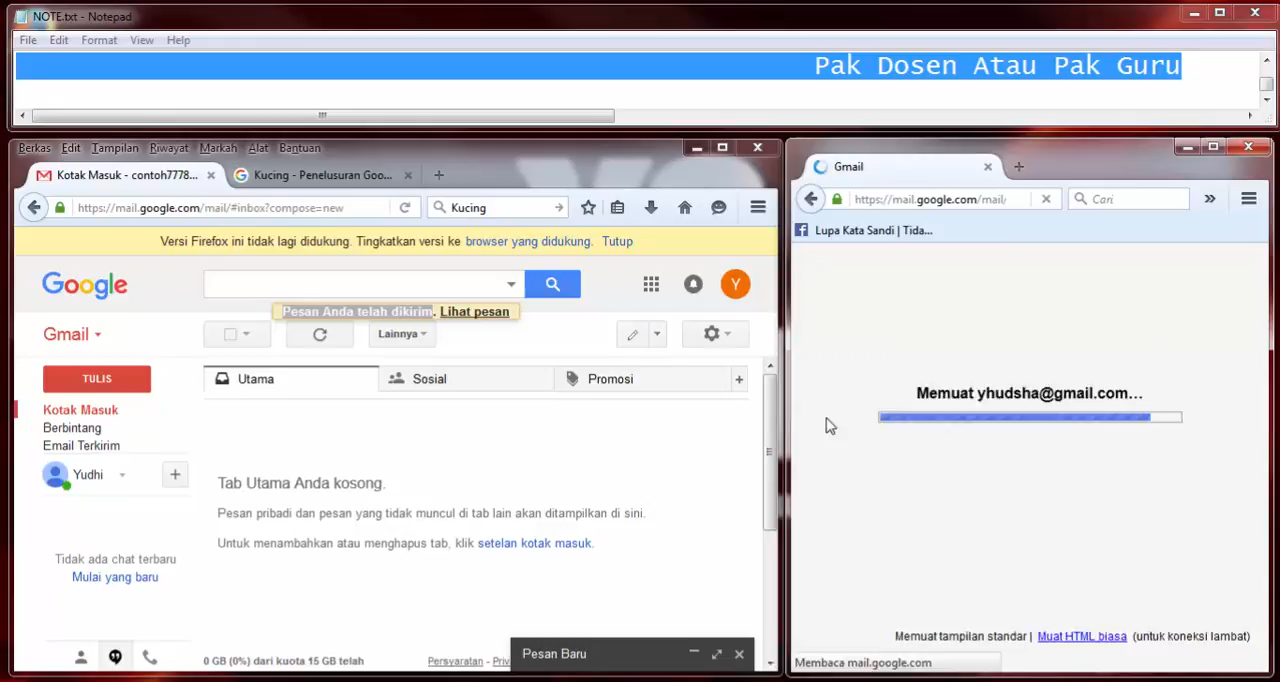 NOTE.txt - Notepad
File Edit Format View Help
Pak Dosen Atau Pak Guru
Berkas Edit Tampilan Riwayat Markah Alat Bantuan
Kotak Masuk - contoh7778...
Kucing - Penelusuran Goo...
https://mail.google.com/mail/#inbox?compose=new
Kucing
Versi Firefox ini tidak lagi didukung. Tingkatkan versi ke browser yang didukung. Tutup
Google
Y
Pesan Anda telah dikirim. Lihat pesan
Gmail
Lainnya
TULIS
Utama
Sosial
Promosi
Kotak Masuk
Berbintang
Email Terkirim
Yudhi
Tab Utama Anda kosong.
Pesan pribadi dan pesan yang tidak muncul di tab lain akan ditampilkan di sini.
Untuk menambahkan atau menghapus tab, klik setelan kotak masuk.
Tidak ada chat terbaru
Mulai yang baru
0 GB (0%) dari kuota 15 GB telah
Persyaratan - Priv
Pesan Baru
Gmail
https://mail.google.com/mail/
Cari
Lupa Kata Sandi | Tida...
Memuat yhudsha@gmail.com...
Memuat tampilan standar | Muat HTML biasa (untuk koneksi lambat)
Membaca mail.google.com